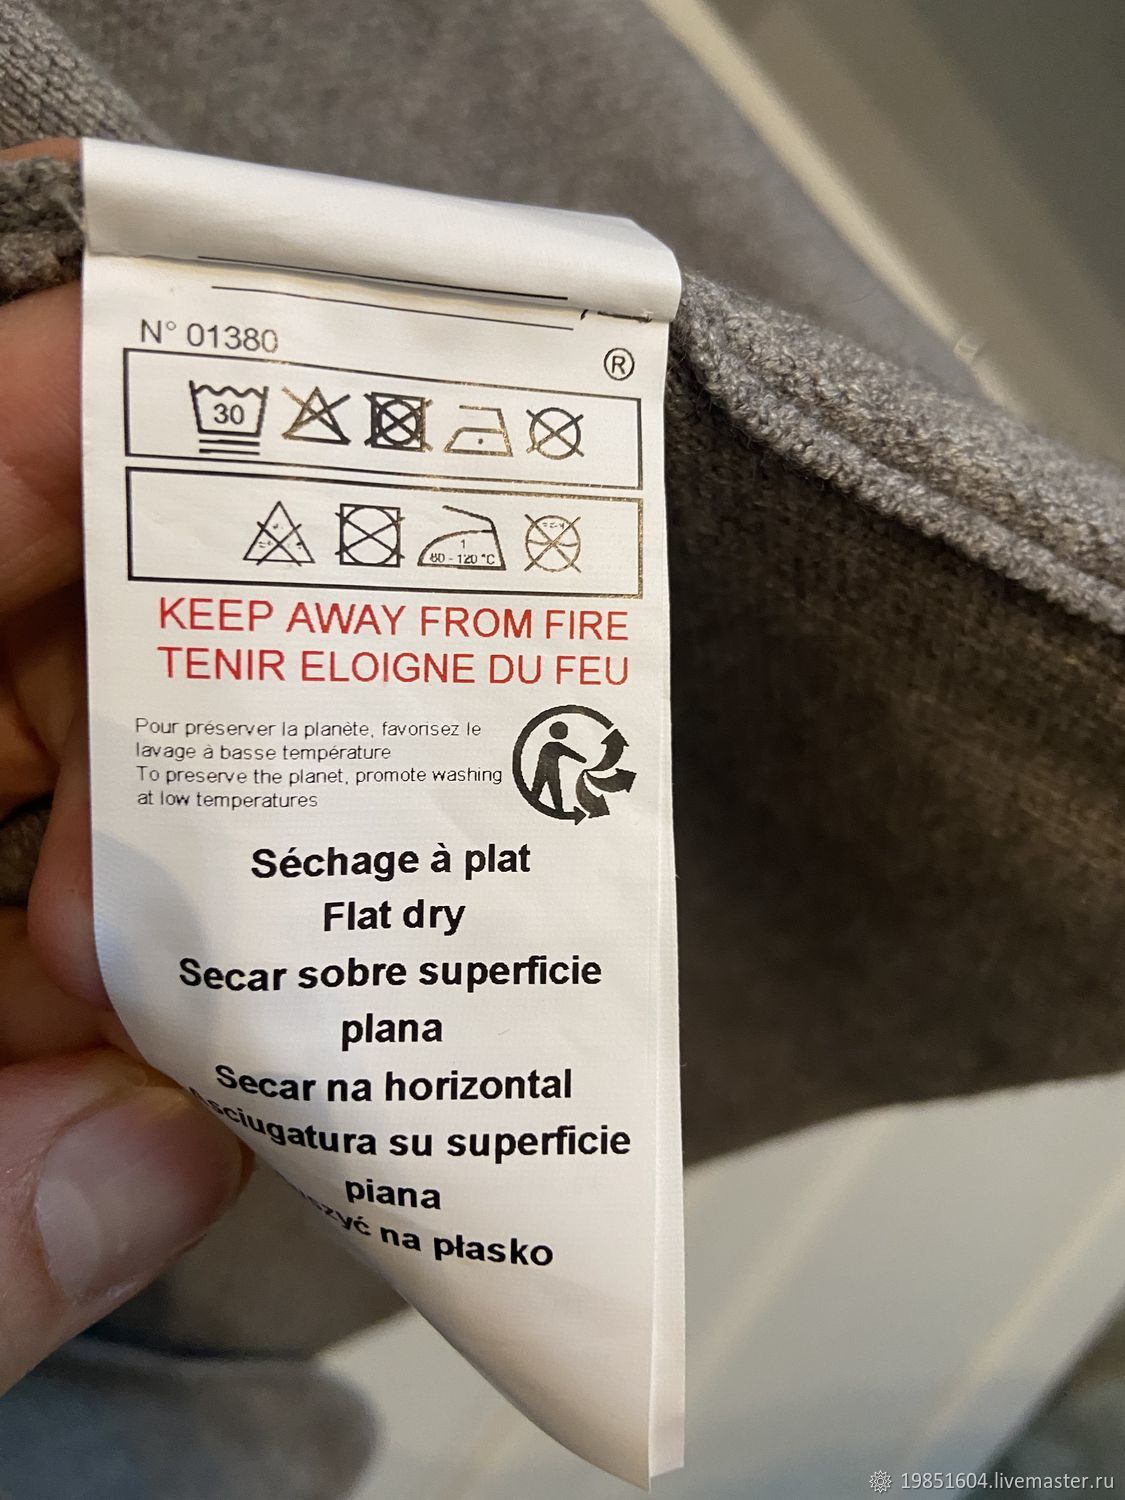 N° 01380
®
30
1
80 - 120 °C
KEEP AWAY FROM FIRE
TENIR ELOIGNE DU FEU
Pour préserver la planète, favorisez le
lavage à basse température
To preserve the planet, promote washing
at low temperatures
Séchage à plat
Flat dry
Secar sobre superficie
plana
Secar na horizontal
su superficie
piana
na płasko
19851604.livemaster.ru